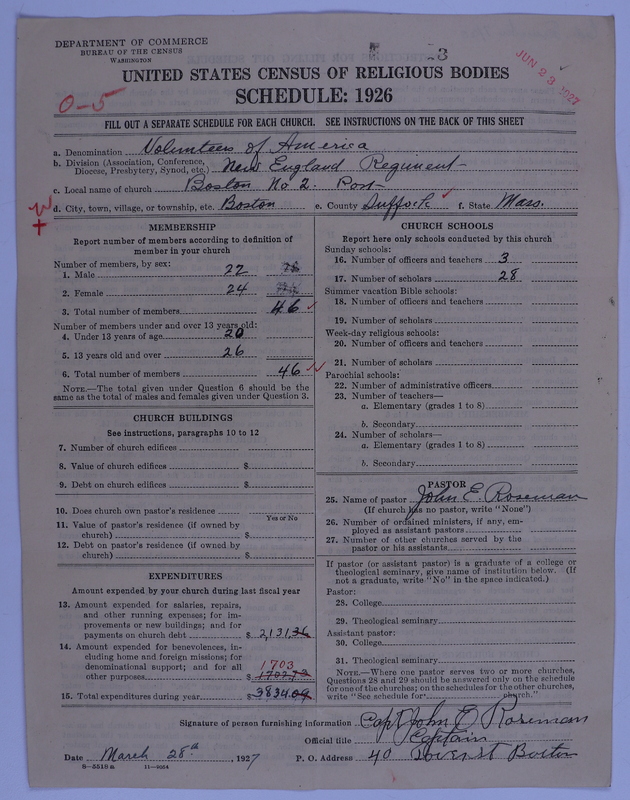 DEPARTMENT OF COMMERCE
BUREAU OF THE CENSUS
WASHINGTON
3
JUN 23 1927
UNITED STATES CENSUS OF RELIGIOUS BODIES
SCHEDULE: 1926
0-5
FILL OUT A SEPARATE SCHEDULE FOR EACH CHURCH. SEE INSTRUCTIONS ON THE BACK OF THIS SHEET
a. Denomination Volunteers of America
b. Division (Association, Conference, Diocese, Presbytery, Synod, etc.) New England Regiment
c. Local name of church Boston No 2. Post
d. City, town, village, or township, etc. Boston e. County Suffock f. State Mass.
MEMBERSHIP
Report number of members according to definition of
member in your church
Number of members, by sex:
1. Male 22
2. Female 24
3. Total number of members 46
Number of members under and over 13 years old:
4. Under 13 years of age 20
5. 13 years old and over 26
6. Total number of members 46
NOTE.—The total given under Question 6 should be the
same as the total of males and females given under Question 3.
CHURCH BUILDINGS
See instructions, paragraphs 10 to 12
7. Number of church edifices
8. Value of church edifices $
9. Debt on church edifices $
10. Does church own pastor's residence
Yes or No
11. Value of pastor's residence (if owned by
church) $
12. Debt on pastor's residence (if owned by
church) $
EXPENDITURES
Amount expended by your church during last fiscal year
13. Amount expended for salaries, repairs,
and other running expenses; for im-
provements or new buildings; and for
payments on church debt $ 2,131.36
14. Amount expended for benevolences, in-
cluding home and foreign missions; for
denominational support; and for all
other purposes $ 1703 1702.73
15. Total expenditures during year $ 3834.09
CHURCH SCHOOLS
Report here only schools conducted by this church
Sunday schools:
16. Number of officers and teachers 3
17. Number of scholars 28
Summer vacation Bible schools:
18. Number of officers and teachers
19. Number of scholars
Week-day religious schools:
20. Number of officers and teachers
21. Number of scholars
Parochial schools:
22. Number of administrative officers
23. Number of teachers—
a. Elementary (grades 1 to 8)
b. Secondary
24. Number of scholars—
a. Elementary (grades 1 to 8)
b. Secondary
PASTOR
25. Name of pastor John E. Roseman
(If church has no pastor, write "None")
26. Number of ordained ministers, if any, em-
ployed as assistant pastors
27. Number of other churches served by the
pastor or his assistants
If pastor (or assistant pastor) is a graduate of a college or
theological seminary, give name of institution below. (If
not a graduate, write "No" in the space indicated.)
Pastor:
28. College
29. Theological seminary
Assistant pastor:
30. College
31. Theological seminary
NOTE.—Where one pastor serves two or more churches,
Questions 28 and 29 should be answered only on the schedule
for one of the churches; on the schedules for the other churches,
write "See schedule for church."
Signature of person furnishing information Capt John E Roseman
Official title Captain
Date March 28th, 1927 P. O. Address 40 Boston
8—5518 a 11—9054